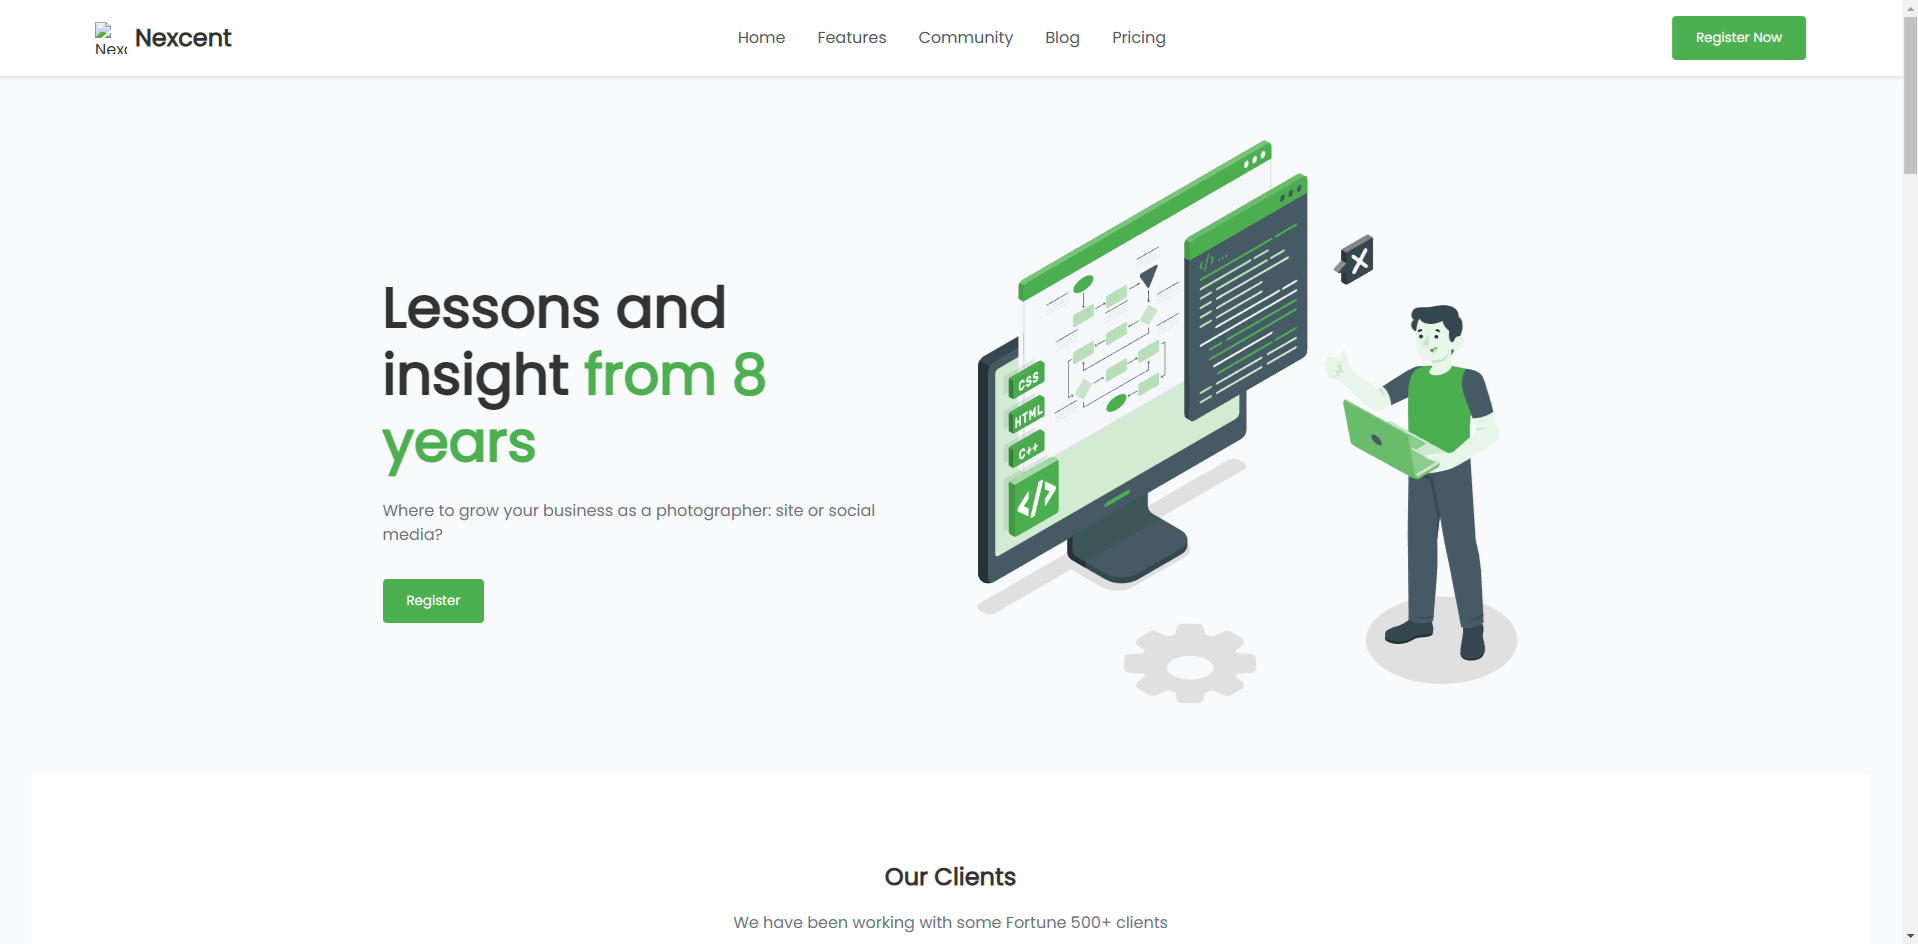 Nexc
Nexcent
Home
Features
Community
Blog
Pricing
Register Now
Lessons and
insight from 8
years
Where to grow your business as a photographer: site or social
media?
Register
</> ...
CSS
HTML
C++
</>
X
Our Clients
We have been working with some Fortune 500+ clients